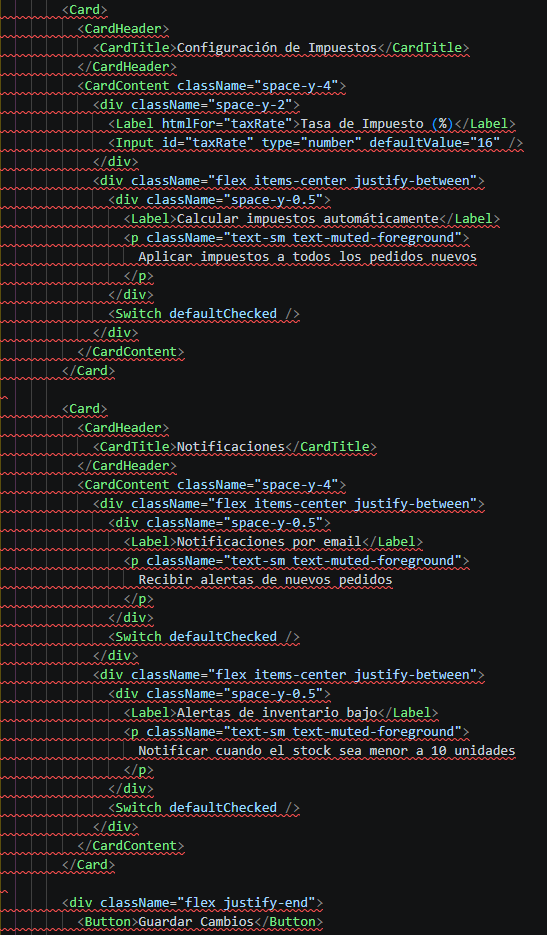 <Card>
<CardHeader>
<CardTitle>Configuración de Impuestos</CardTitle>
</CardHeader>
<CardContent className="space-y-4">
<div className="space-y-2">
<Label htmlFor="taxRate">Tasa de Impuesto (%)</Label>
<Input id="taxRate" type="number" defaultValue="16" />
</div>
<div className="flex items-center justify-between">
<div className="space-y-0.5">
<Label>Calcular impuestos automáticamente</Label>
<p className="text-sm text-muted-foreground">
Aplicar impuestos a todos los pedidos nuevos
</p>
</div>
<Switch defaultChecked />
</div>
</CardContent>
</Card>
<Card>
<CardHeader>
<CardTitle>Notificaciones</CardTitle>
</CardHeader>
<CardContent className="space-y-4">
<div className="flex items-center justify-between">
<div className="space-y-0.5">
<Label>Notificaciones por email</Label>
<p className="text-sm text-muted-foreground">
Recibir alertas de nuevos pedidos
</p>
</div>
<Switch defaultChecked />
</div>
<div className="flex items-center justify-between">
<div className="space-y-0.5">
<Label>Alertas de inventario bajo</Label>
<p className="text-sm text-muted-foreground">
Notificar cuando el stock sea menor a 10 unidades
</p>
</div>
<Switch defaultChecked />
</div>
</CardContent>
</Card>
<div className="flex justify-end">
<Button>Guardar Cambios</Button>